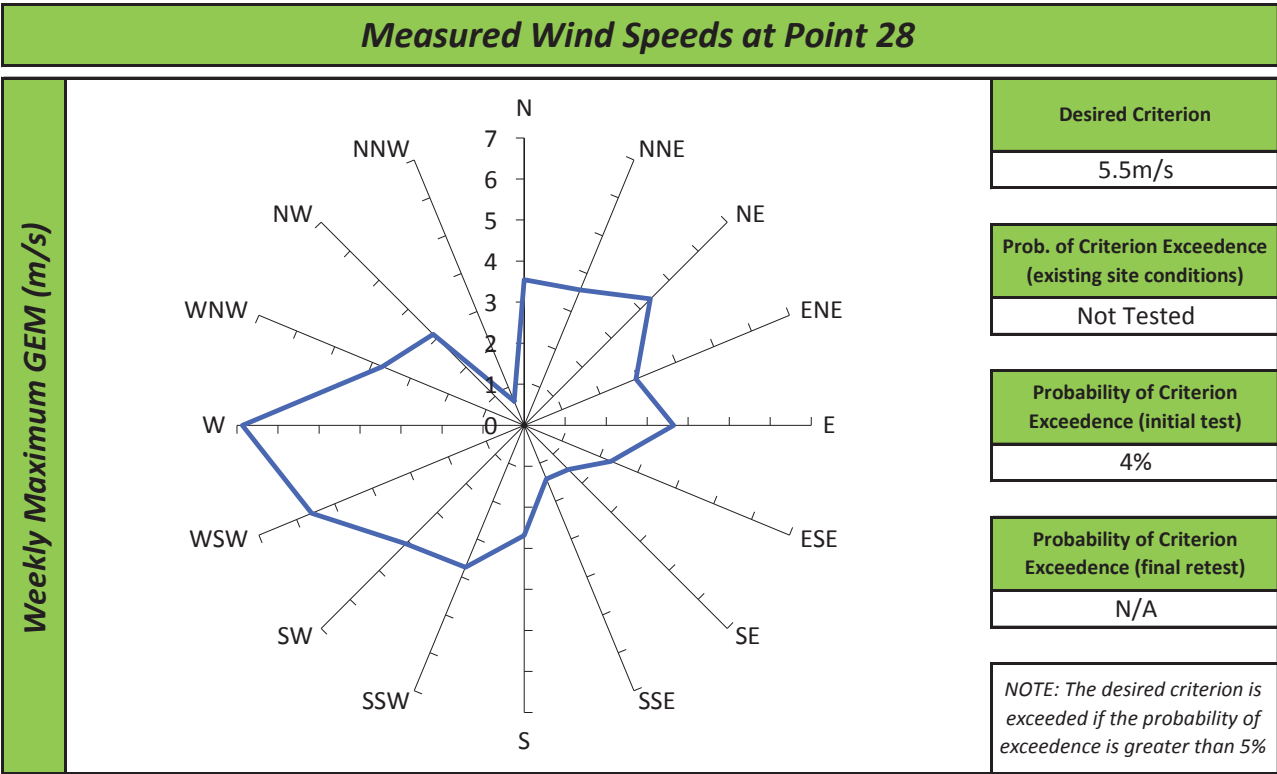 Measured Wind Speeds at Point 28
Weekly Maximum GEM (m/s)
N
NNE
NE
ENE
E
ESE
SE
SSE
S
SSW
SW
WSW
W
WNW
NW
NNW
7
6
5
4
3
2
1
0
Desired Criterion
5.5m/s
Prob. of Criterion Exceedence
(existing site conditions)
Not Tested
Probability of Criterion
Exceedence (initial test)
4%
Probability of Criterion
Exceedence (final retest)
N/A
NOTE: The desired criterion is
exceeded if the probability of
exceedence is greater than 5%